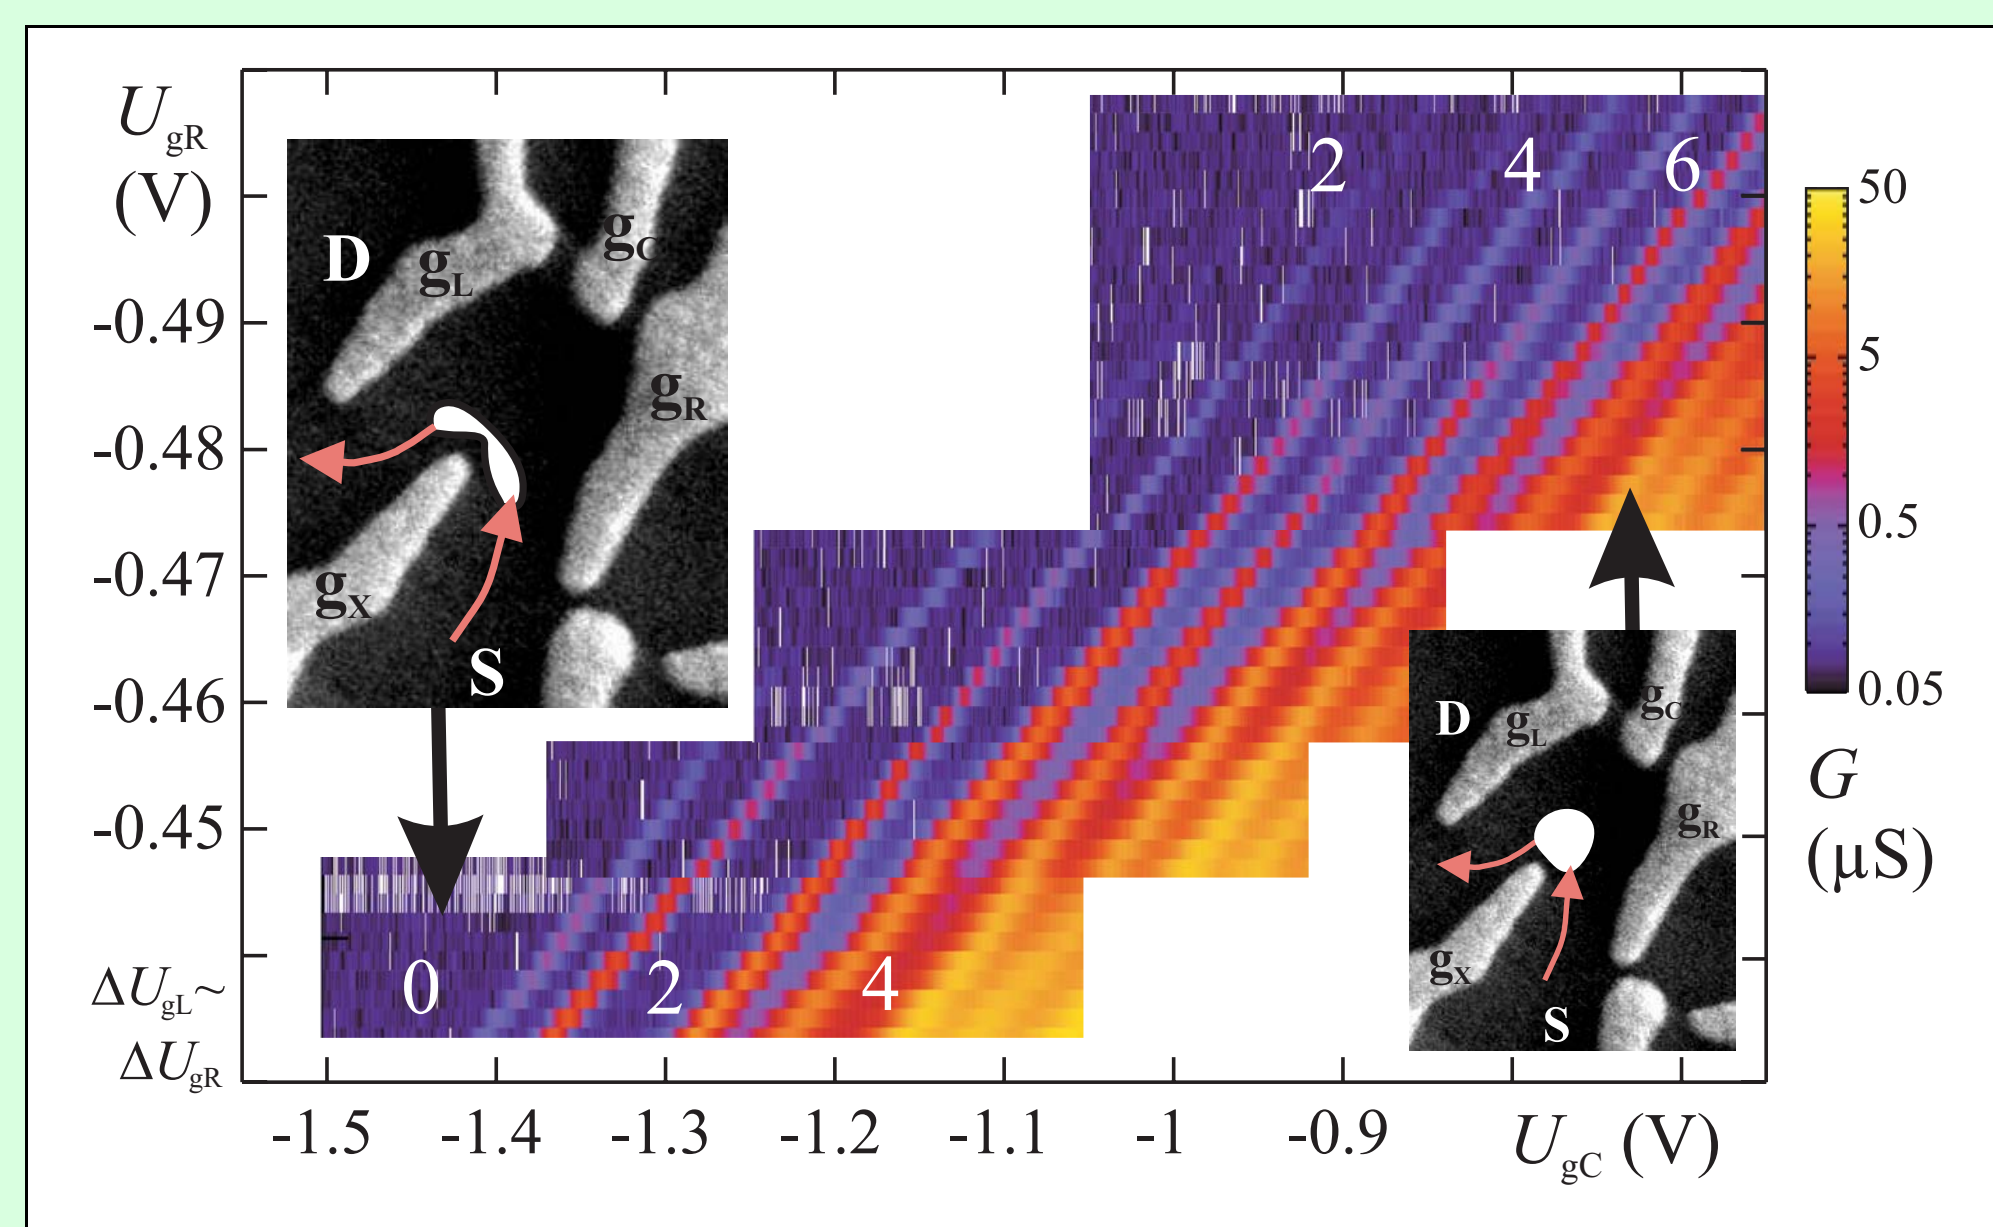 U_gR
(V)
-0.49
-0.48
-0.47
-0.46
-0.45
ΔU_gL~
ΔU_gR
-1.5 -1.4 -1.3 -1.2 -1.1 -1 -0.9 U_gC (V)
D g_L g_C
g_R
g_X
S
0 2 4
2 4 6
D g_L g_C
g_R
g_X
S
50
5
0.5
0.05
G
(μS)